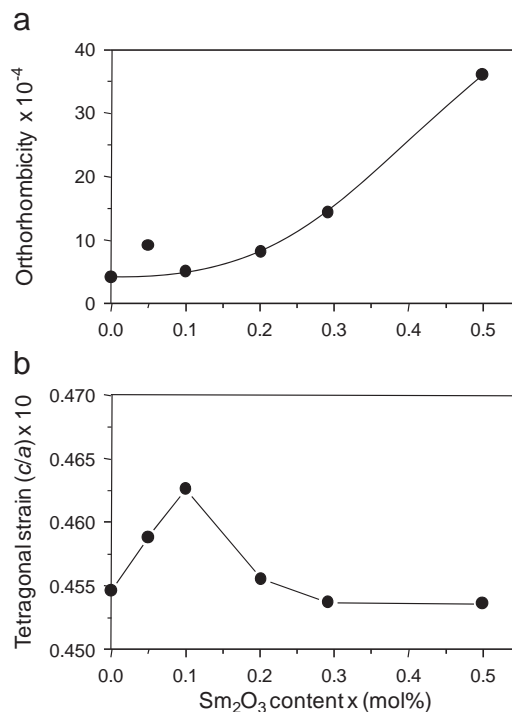 a
Orthorhombicity x 10⁻⁴
40
30
20
10
0
0.0 0.1 0.2 0.3 0.4 0.5
b
Tetragonal strain (c/a) x 10
0.470
0.465
0.460
0.455
0.450
0.0 0.1 0.2 0.3 0.4 0.5
Sm₂O₃ content x (mol%)